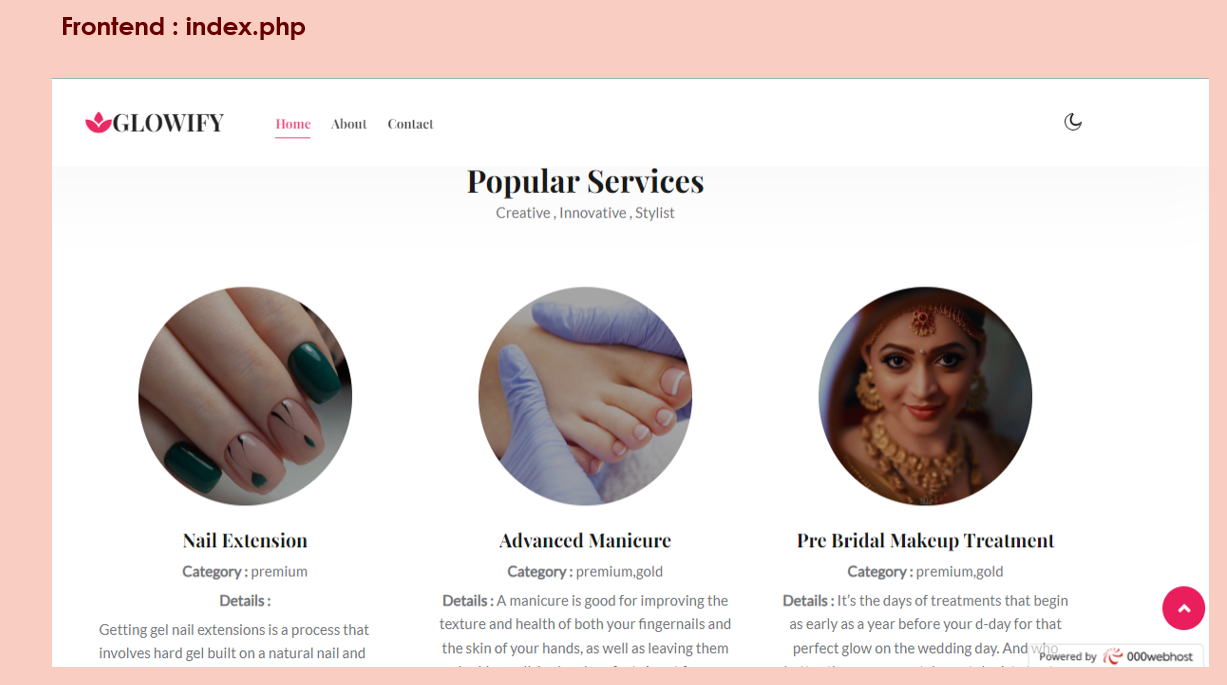 Frontend : index.php
GLOWIFY
Home About Contact
Popular Services
Creative , Innovative , Stylist
Nail Extension
Category : premium
Details :
Getting gel nail extensions is a process that
involves hard gel built on a natural nail and
Advanced Manicure
Category : premium,gold
Details : A manicure is good for improving the
texture and health of both your fingernails and
the skin of your hands, as well as leaving them
Pre Bridal Makeup Treatment
Category : premium,gold
Details : It's the days of treatments that begin
as early as a year before your d-day for that
perfect glow on the wedding day. And who
Powered by 000webhost